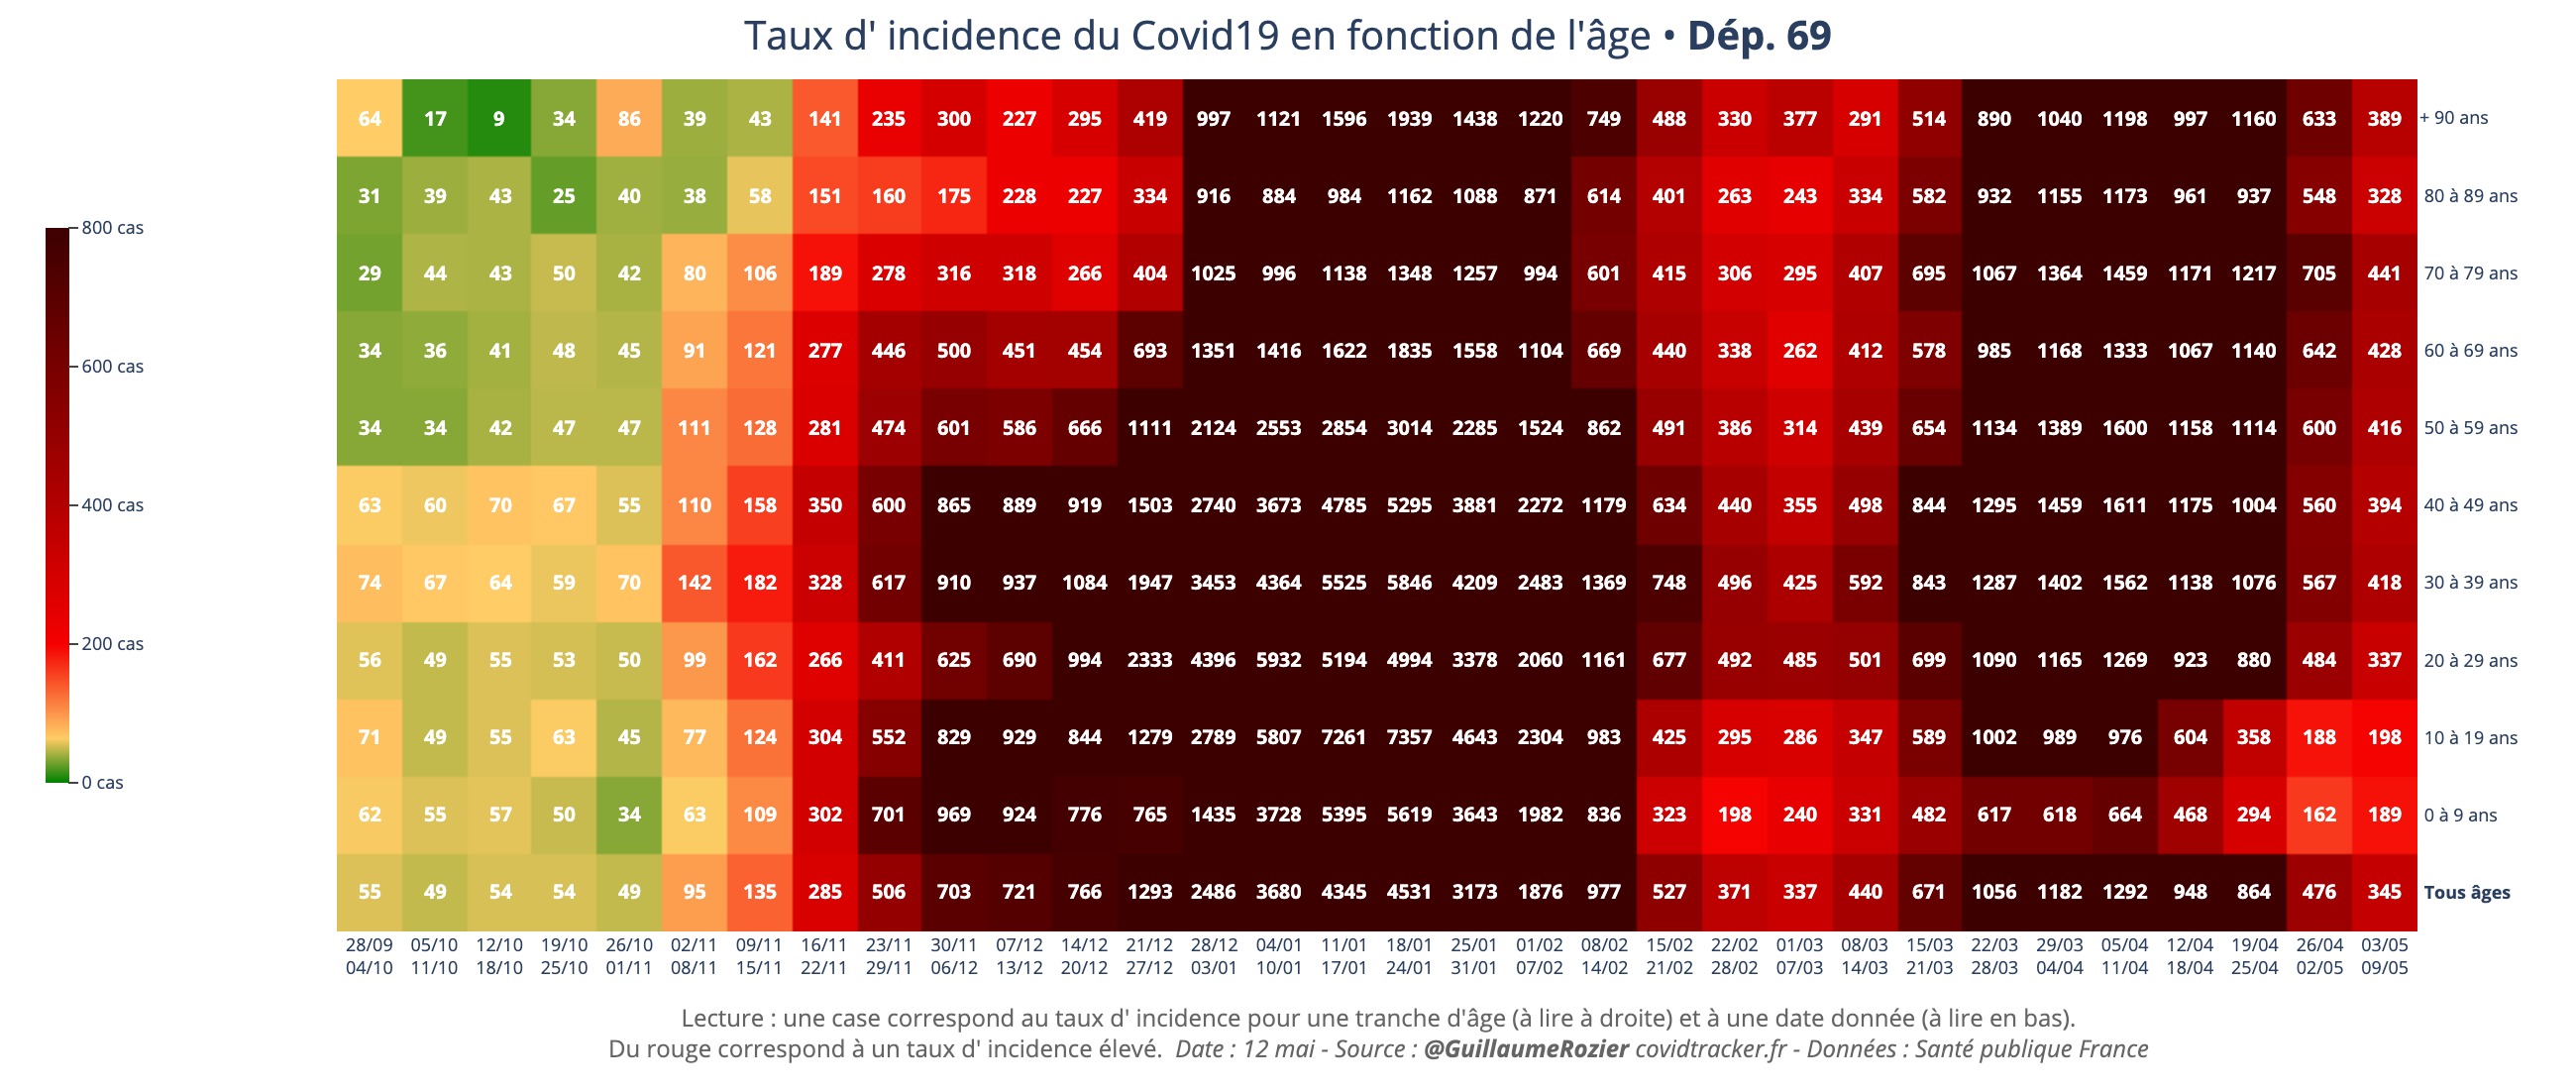 Taux d' incidence du Covid19 en fonction de l'âge • Dép. 69
800 cas
600 cas
400 cas
200 cas
0 cas
64 17 9 34 86 39 43 141 235 300 227 295 419 997 1121 1596 1939 1438 1220 749 488 330 377 291 514 890 1040 1198 997 1160 633 389 + 90 ans
31 39 43 25 40 38 58 151 160 175 228 227 334 916 884 984 1162 1088 871 614 401 263 243 334 582 932 1155 1173 961 937 548 328 80 à 89 ans
29 44 43 50 42 80 106 189 278 316 318 266 404 1025 996 1138 1348 1257 994 601 415 306 295 407 695 1067 1364 1459 1171 1217 705 441 70 à 79 ans
34 36 41 48 45 91 121 277 446 500 451 454 693 1351 1416 1622 1835 1558 1104 669 440 338 262 412 578 985 1168 1333 1067 1140 642 428 60 à 69 ans
34 34 42 47 47 111 128 281 474 601 586 666 1111 2124 2553 2854 3014 2285 1524 862 491 386 314 439 654 1134 1389 1600 1158 1114 600 416 50 à 59 ans
63 60 70 67 55 110 158 350 600 865 889 919 1503 2740 3673 4785 5295 3881 2272 1179 634 440 355 498 844 1295 1459 1611 1175 1004 560 394 40 à 49 ans
74 67 64 59 70 142 182 328 617 910 937 1084 1947 3453 4364 5525 5846 4209 2483 1369 748 496 425 592 843 1287 1402 1562 1138 1076 567 418 30 à 39 ans
56 49 55 53 50 99 162 266 411 625 690 994 2333 4396 5932 5194 4994 3378 2060 1161 677 492 485 501 699 1090 1165 1269 923 880 484 337 20 à 29 ans
71 49 55 63 45 77 124 304 552 829 929 844 1279 2789 5807 7261 7357 4643 2304 983 425 295 286 347 589 1002 989 976 604 358 188 198 10 à 19 ans
62 55 57 50 34 63 109 302 701 969 924 776 765 1435 3728 5395 5619 3643 1982 836 323 198 240 331 482 617 618 664 468 294 162 189 0 à 9 ans
55 49 54 54 49 95 135 285 506 703 721 766 1293 2486 3680 4345 4531 3173 1876 977 527 371 337 440 671 1056 1182 1292 948 864 476 345 Tous âges
28/09 05/10 12/10 19/10 26/10 02/11 09/11 16/11 23/11 30/11 07/12 14/12 21/12 28/12 04/01 11/01 18/01 25/01 01/02 08/02 15/02 22/02 01/03 08/03 15/03 22/03 29/03 05/04 12/04 19/04 26/04 03/05
04/10 11/10 18/10 25/10 01/11 08/11 15/11 22/11 29/11 06/12 13/12 20/12 27/12 03/01 10/01 17/01 24/01 31/01 07/02 14/02 21/02 28/02 07/03 14/03 21/03 28/03 04/04 11/04 18/04 25/04 02/05 09/05
Lecture : une case correspond au taux d' incidence pour une tranche d'âge (à lire à droite) et à une date donnée (à lire en bas).
Du rouge correspond à un taux d' incidence élevé. Date : 12 mai - Source : @GuillaumeRozier covidtracker.fr - Données : Santé publique France